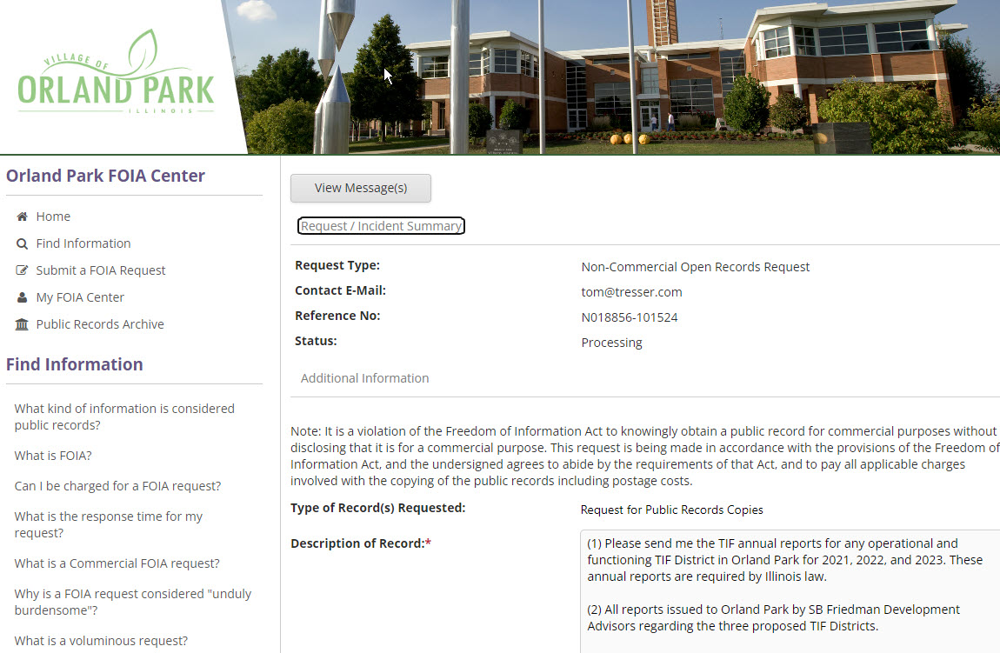 VILLAGE OF
ORLAND PARK
ILLINOIS
Orland Park FOIA Center
Home
Find Information
Submit a FOIA Request
My FOIA Center
Public Records Archive
Find Information
What kind of information is considered
public records?
What is FOIA?
Can I be charged for a FOIA request?
What is the response time for my
request?
What is a Commercial FOIA request?
Why is a FOIA request considered "unduly
burdensome"?
What is a voluminous request?
View Message(s)
Request / Incident Summary
Request Type: Non-Commercial Open Records Request
Contact E-Mail: tom@tresser.com
Reference No: N018856-101524
Status: Processing
Additional Information
Note: It is a violation of the Freedom of Information Act to knowingly obtain a public record for commercial purposes without
disclosing that it is for a commercial purpose. This request is being made in accordance with the provisions of the Freedom of
Information Act, and the undersigned agrees to abide by the requirements of that Act, and to pay all applicable charges
involved with the copying of the public records including postage costs.
Type of Record(s) Requested: Request for Public Records Copies
Description of Record:*
(1) Please send me the TIF annual reports for any operational and
functioning TIF District in Orland Park for 2021, 2022, and 2023. These
annual reports are required by Illinois law.
(2) All reports issued to Orland Park by SB Friedman Development
Advisors regarding the three proposed TIF Districts.